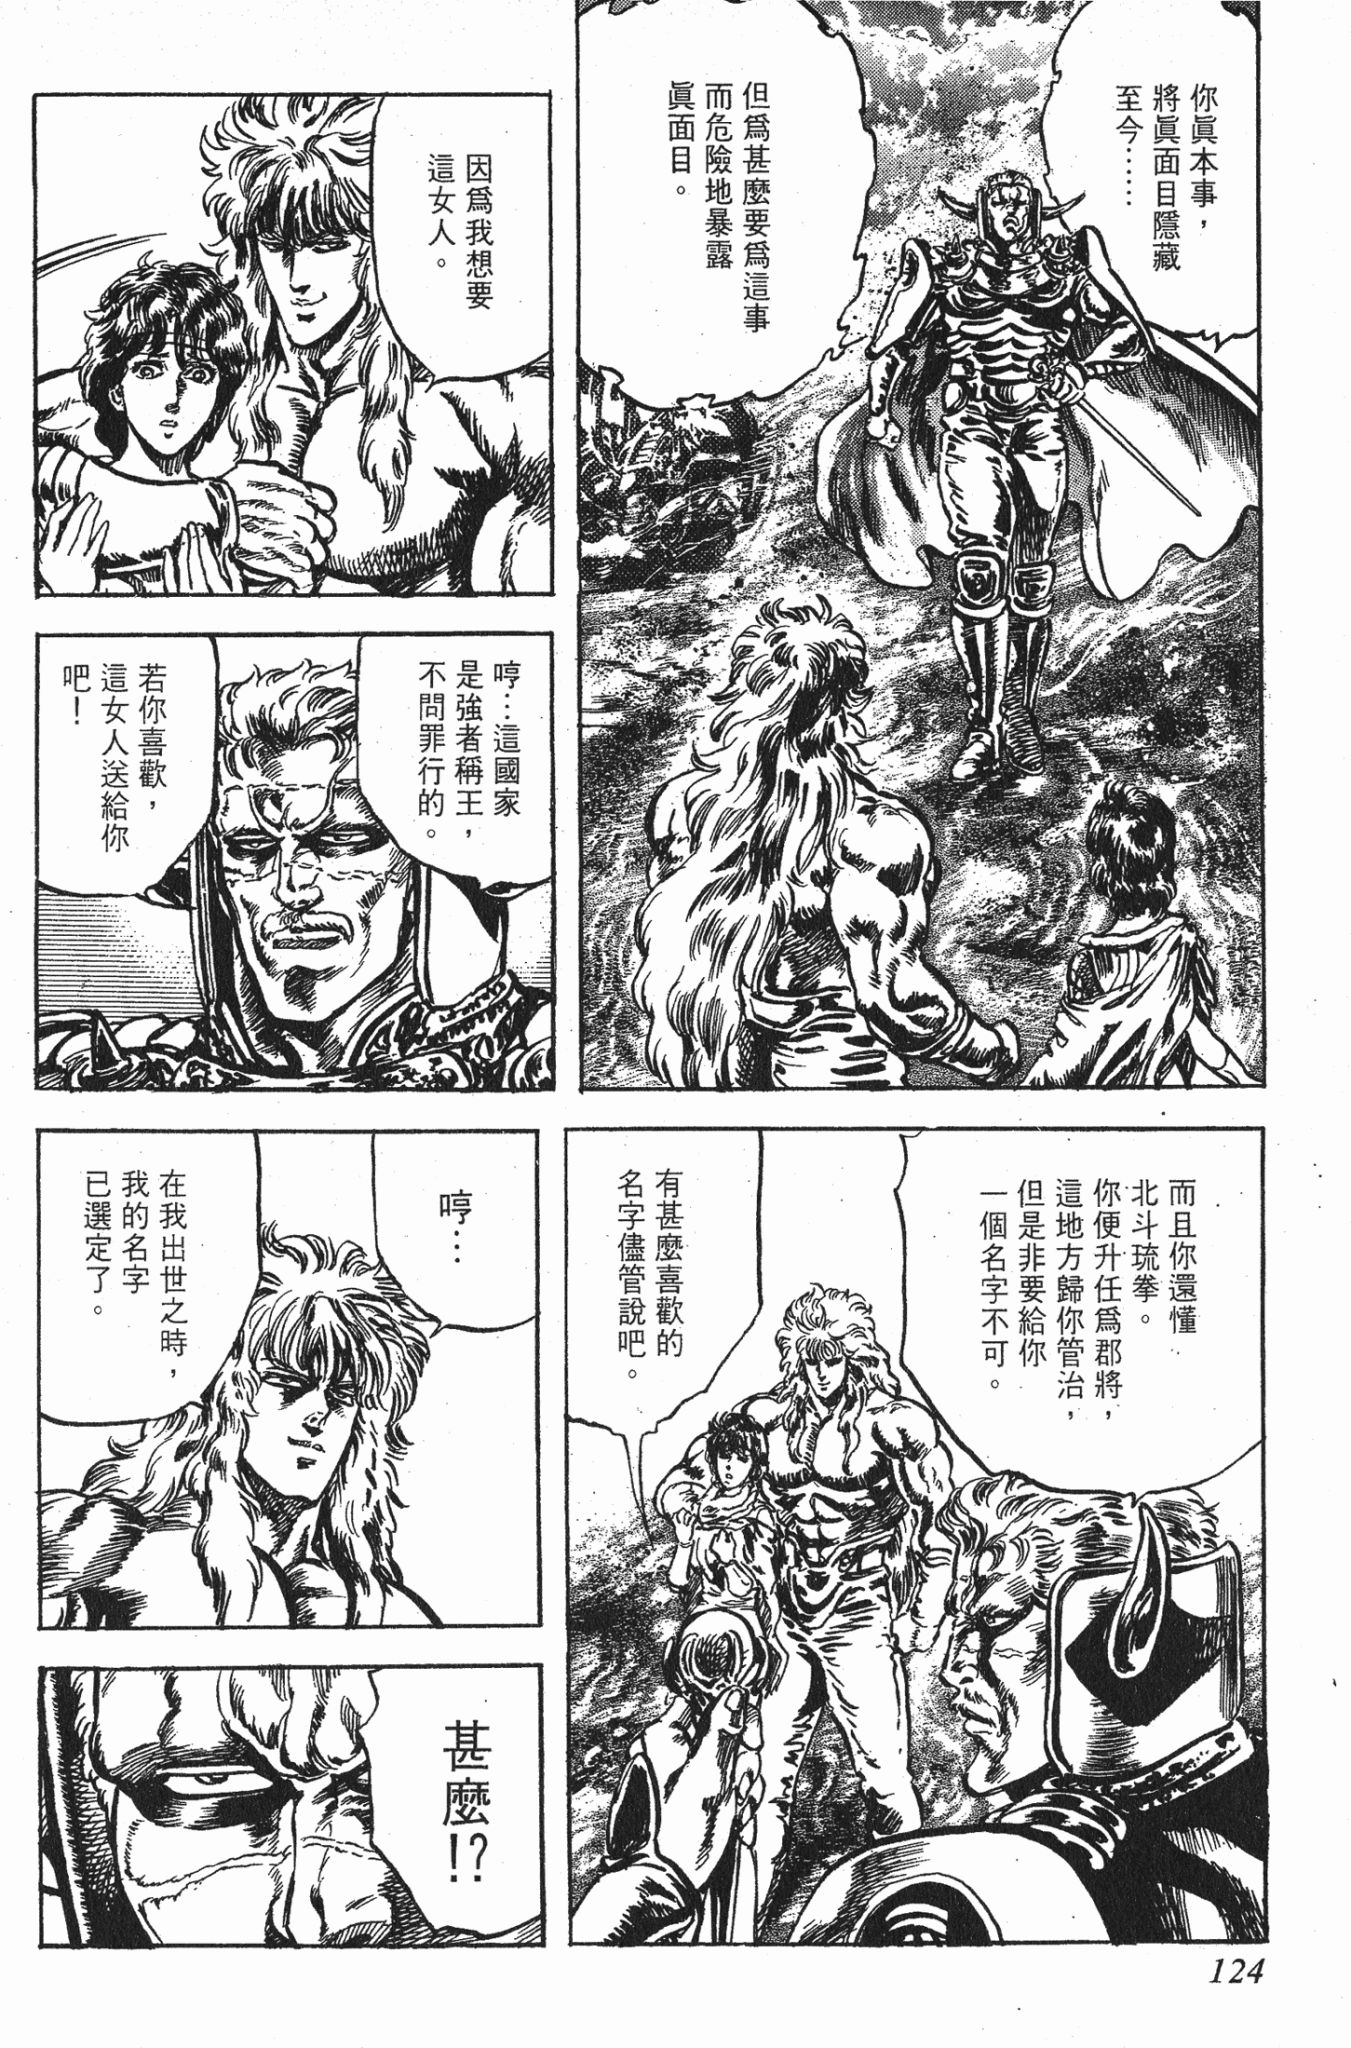 你眞本事，
將眞面目隱藏
至今……
但爲甚麼要爲這事
而危險地暴露
眞面目。
因爲我想要
這女人。
哼…這國家
是強者稱王，
不問罪行的。
若你喜歡，
這女人送給你
吧！
而且你還懂
北斗琉拳。
你便升任爲郡將，
這地方歸你管治，
但是非要給你
一個名字不可。
有甚麼喜歡的
名字儘管說吧。
哼…
在我出世之時，
我的名字
已選定了。
甚麼!?
124